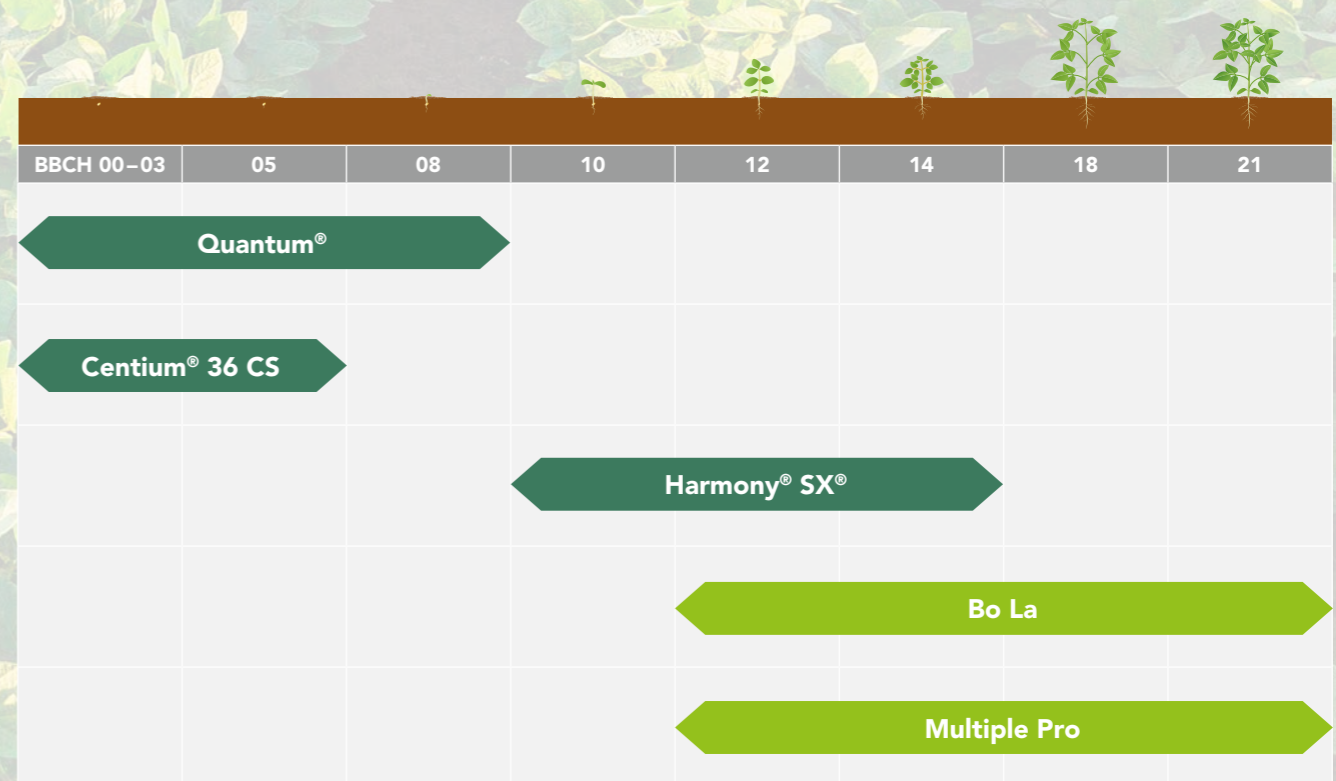 BBCH 00–03 05 08 10 12 14 18 21
Quantum®
Centium® 36 CS
Harmony® SX®
Bo La
Multiple Pro